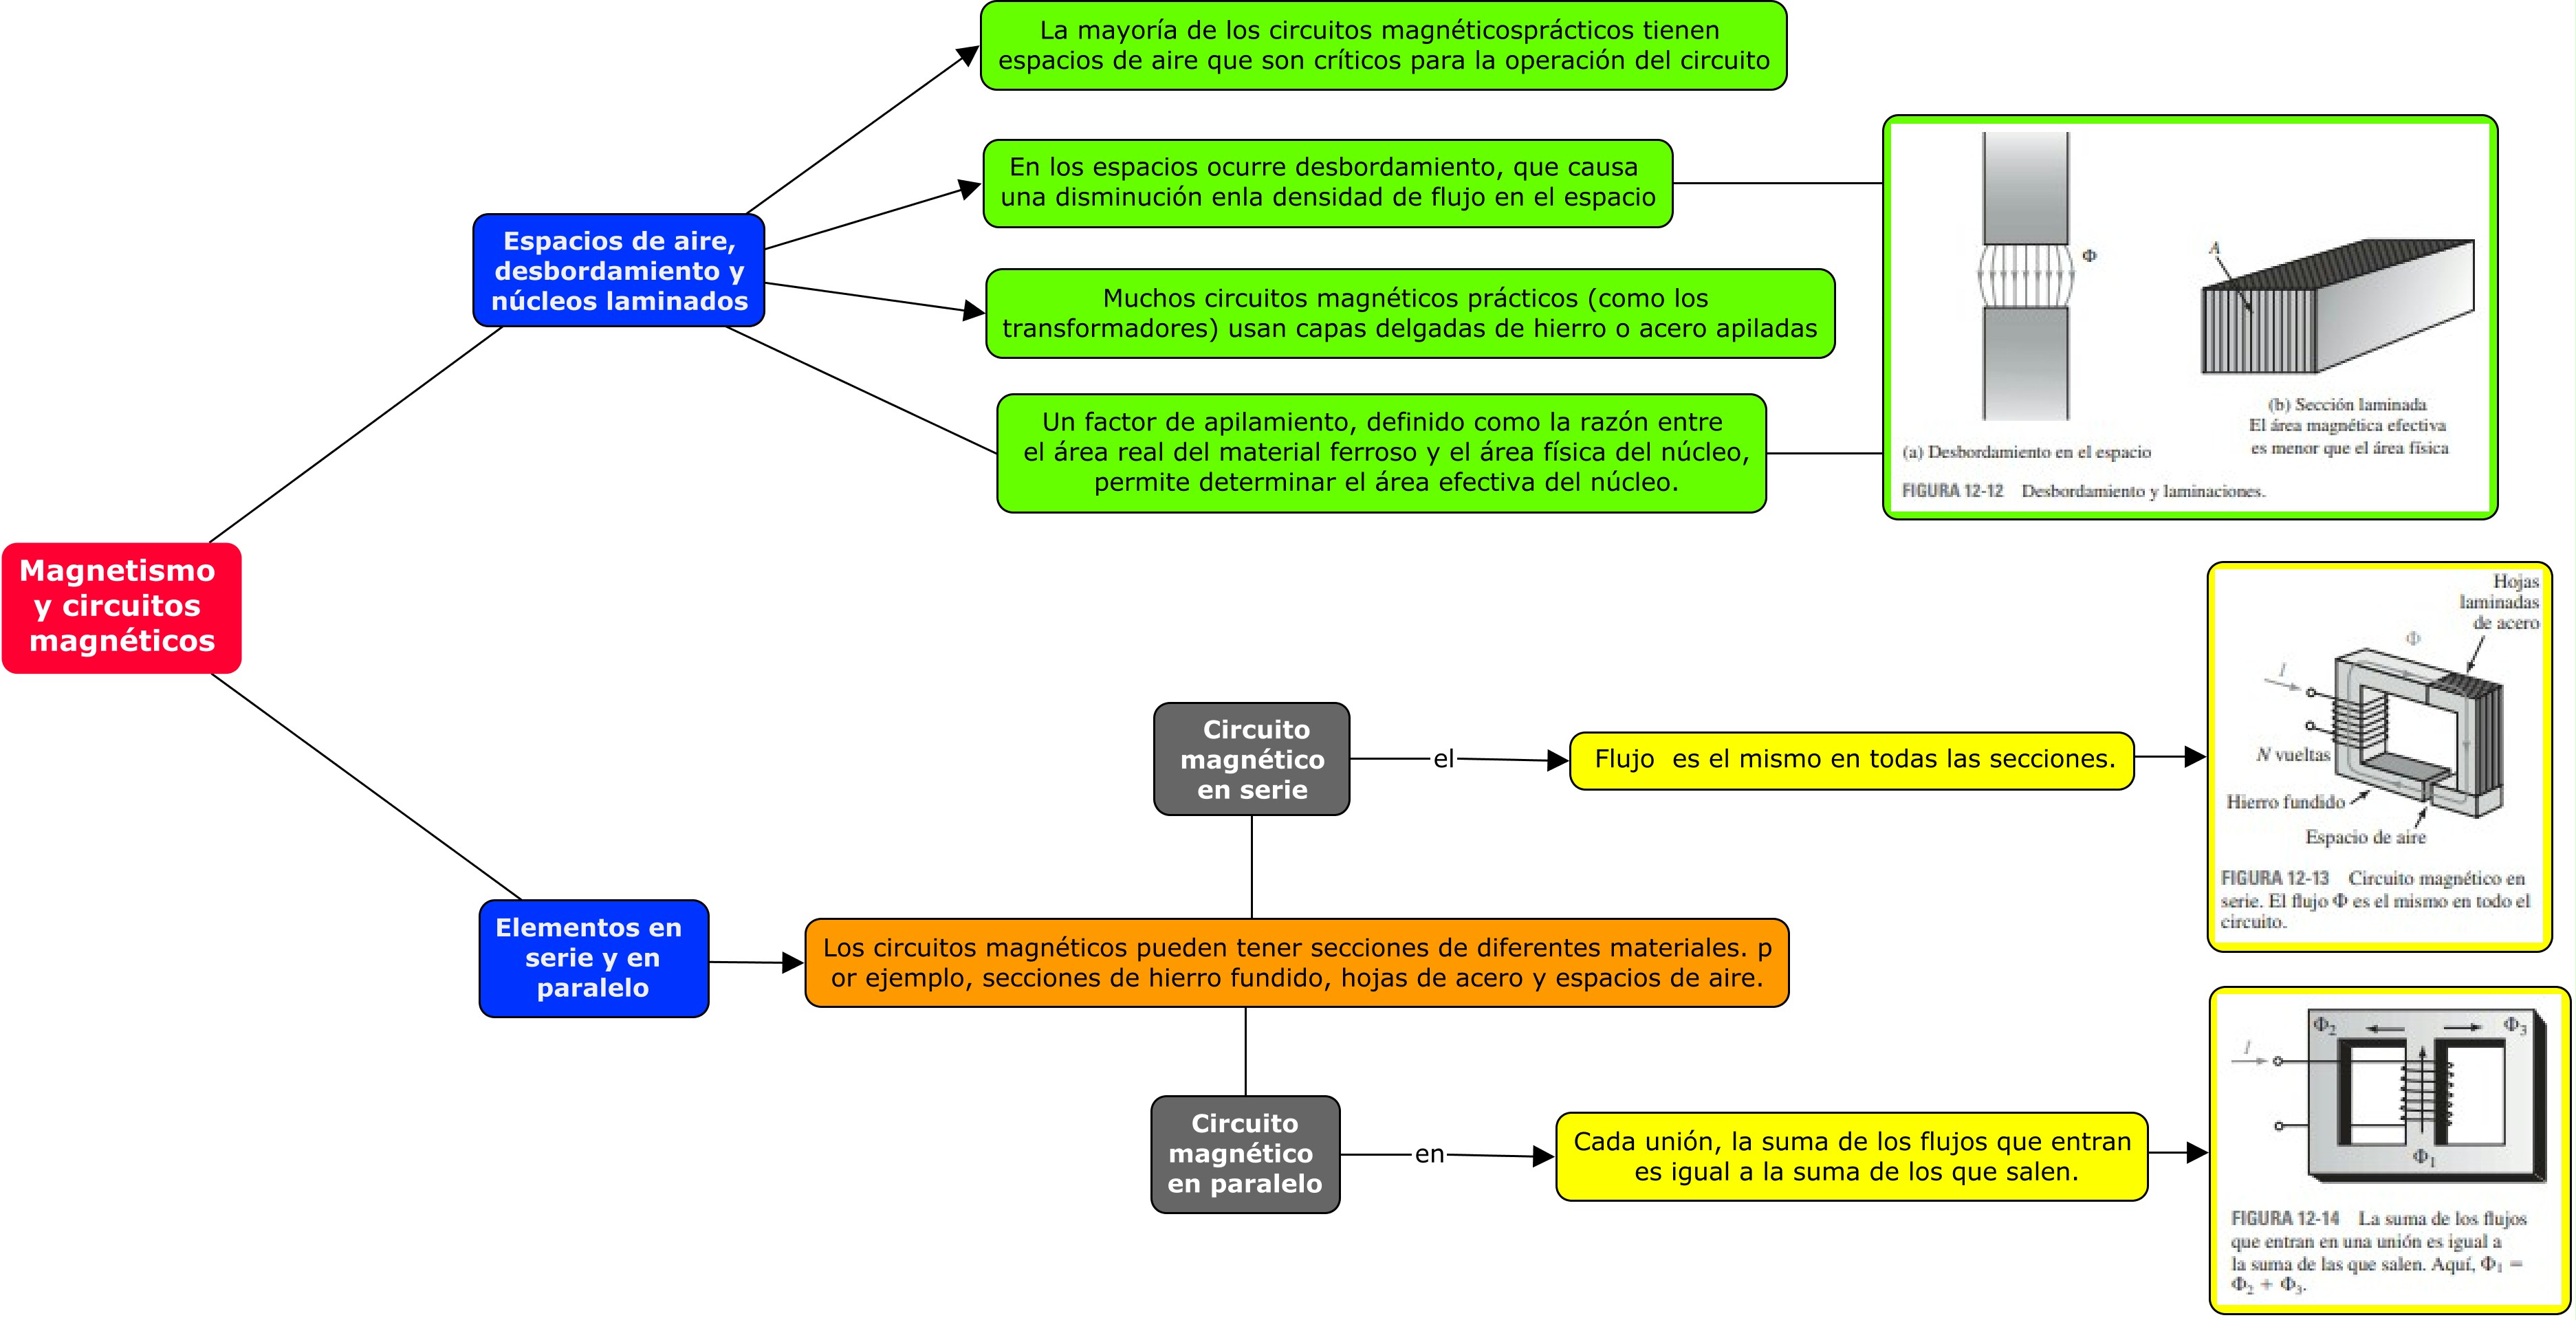 La mayoría de los circuitos magnéticosprácticos tienen
espacios de aire que son críticos para la operación del circuito
En los espacios ocurre desbordamiento, que causa
una disminución enla densidad de flujo en el espacio
Espacios de aire,
desbordamiento y
núcleos laminados
Muchos circuitos magnéticos prácticos (como los
transformadores) usan capas delgadas de hierro o acero apiladas
Un factor de apilamiento, definido como la razón entre
el área real del material ferroso y el área física del núcleo,
permite determinar el área efectiva del núcleo.
Φ
A
(a) Desbordamiento en el espacio
(b) Sección laminada
El área magnética efectiva
es menor que el área física
FIGURA 12-12 Desbordamiento y laminaciones.
Magnetismo
y circuitos
magnéticos
Circuito
magnético
en serie
el
Flujo es el mismo en todas las secciones.
Hojas
laminadas
de acero
Φ
I
N vueltas
Hierro fundido
Espacio de aire
FIGURA 12-13 Circuito magnético en
serie. El flujo Φ es el mismo en todo el
circuito.
Elementos en
serie y en
paralelo
Los circuitos magnéticos pueden tener secciones de diferentes materiales. p
or ejemplo, secciones de hierro fundido, hojas de acero y espacios de aire.
Circuito
magnético
en paralelo
en
Cada unión, la suma de los flujos que entran
es igual a la suma de los que salen.
Φ2 Φ3
I
Φ1
FIGURA 12-14 La suma de los flujos
que entran en una unión es igual a
la suma de las que salen. Aquí, Φ1 =
Φ2 + Φ3.